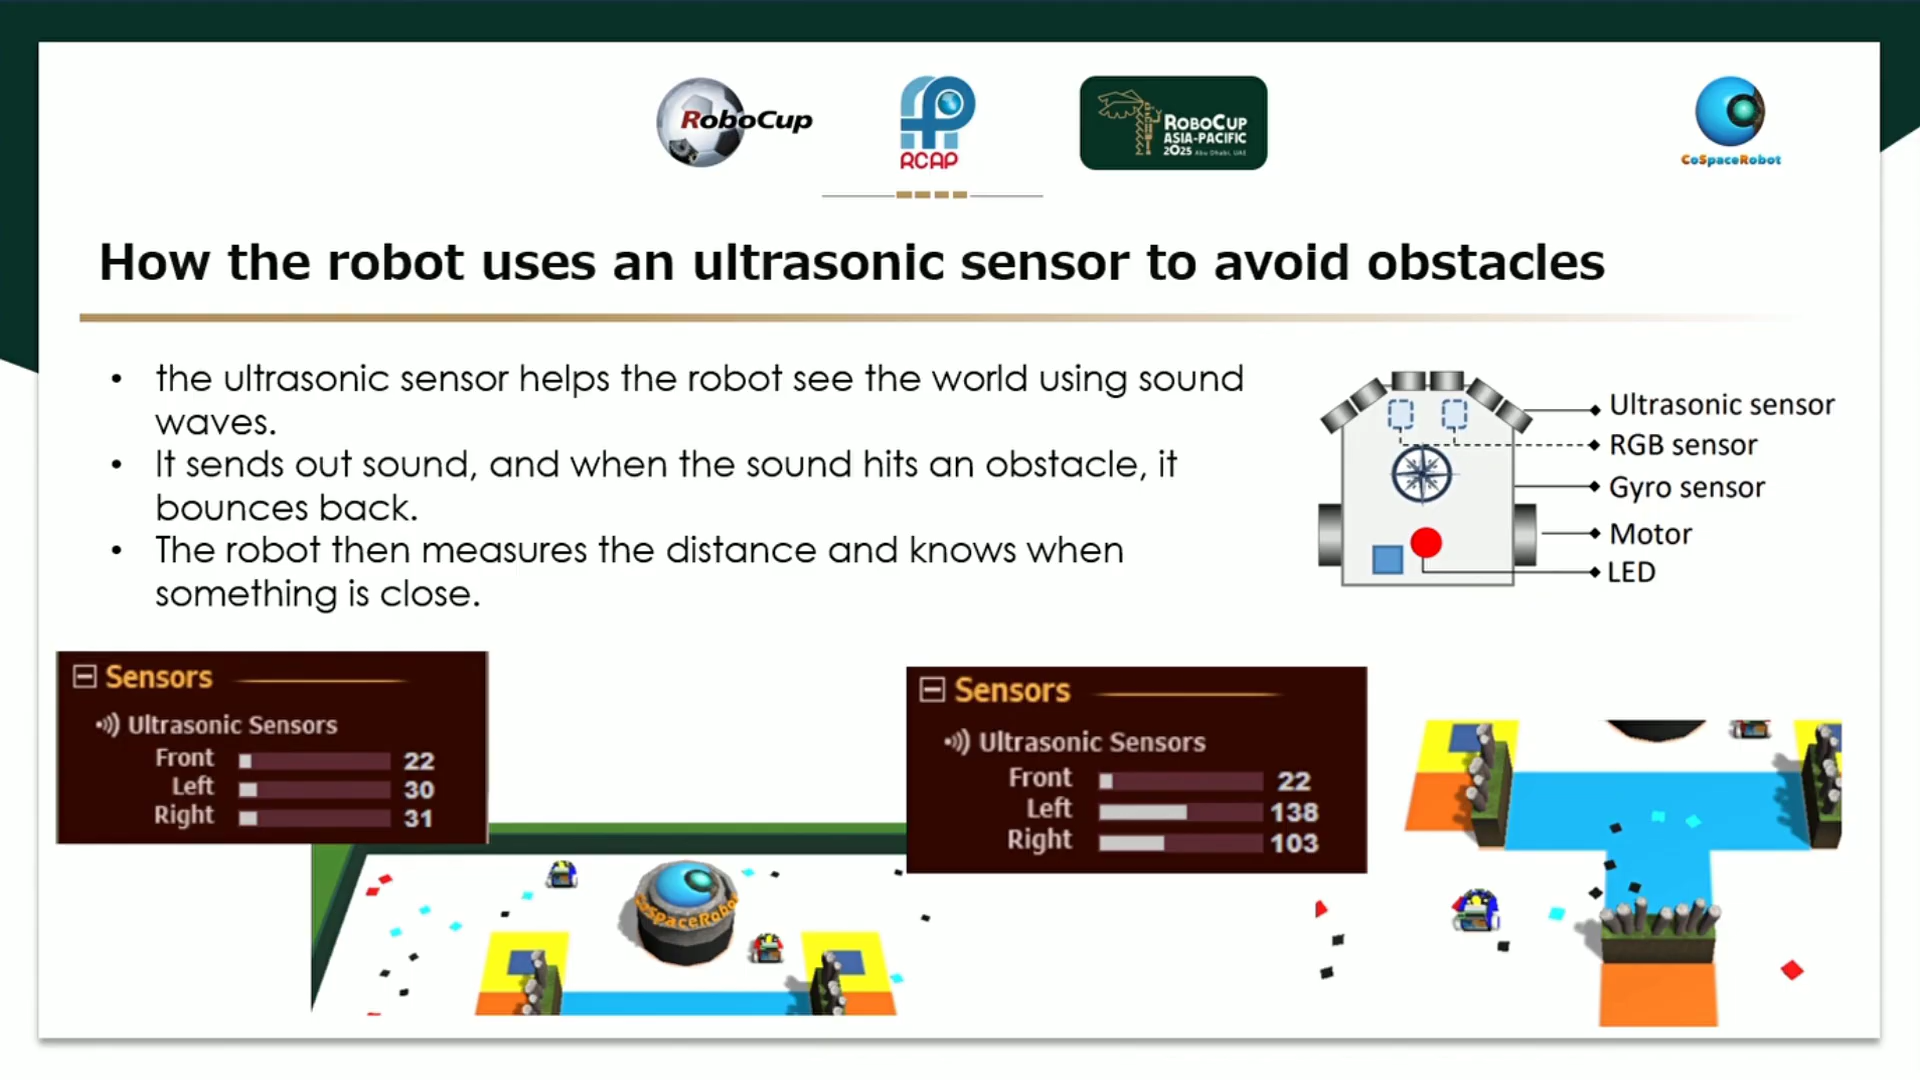 RoboCup
RCAP
ROBOCUP
ASIA-PACIFIC
2025 Abu Dhabi, UAE
CoSpaceRobot
How the robot uses an ultrasonic sensor to avoid obstacles
• the ultrasonic sensor helps the robot see the world using sound
waves.
• It sends out sound, and when the sound hits an obstacle, it
bounces back.
• The robot then measures the distance and knows when
something is close.
Ultrasonic sensor
RGB sensor
Gyro sensor
Motor
LED
Sensors
Ultrasonic Sensors
Front 22
Left 30
Right 31
Sensors
Ultrasonic Sensors
Front 22
Left 138
Right 103
CoSpaceRobot